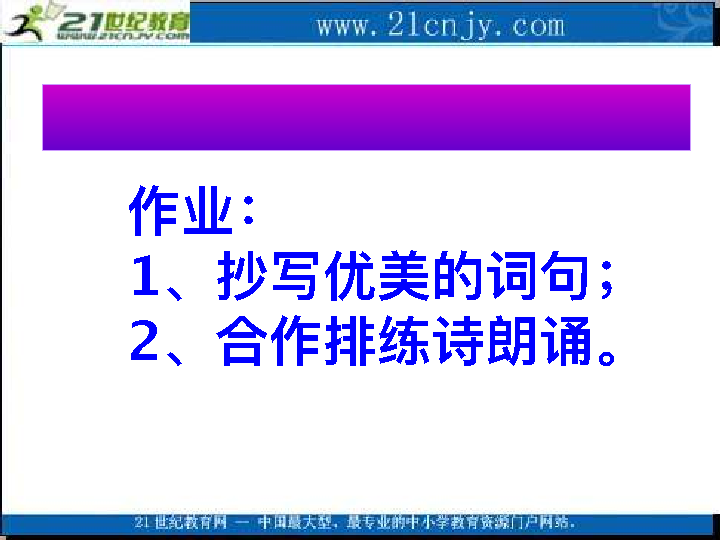 21世纪教育
WWW.21CNJY.COM
www.21cnjy.com
作业：
1、抄写优美的词句；
2、合作排练诗朗诵。
21世纪教育网 -- 中国最大型、最专业的中小学教育资源门户网站.